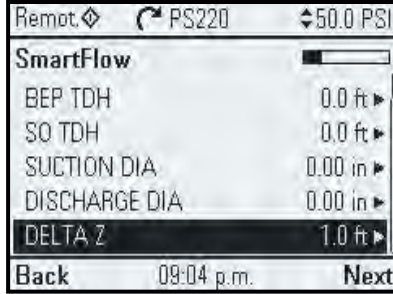 Remot. PS220 50.0 PSI
SmartFlow
BEP TDH 0.0 ft
SO TDH 0.0 ft
SUCTION DIA 0.00 in
DISCHARGE DIA 0.00 in
DELTA Z 1.0 ft
Back 09:04 p.m. Next